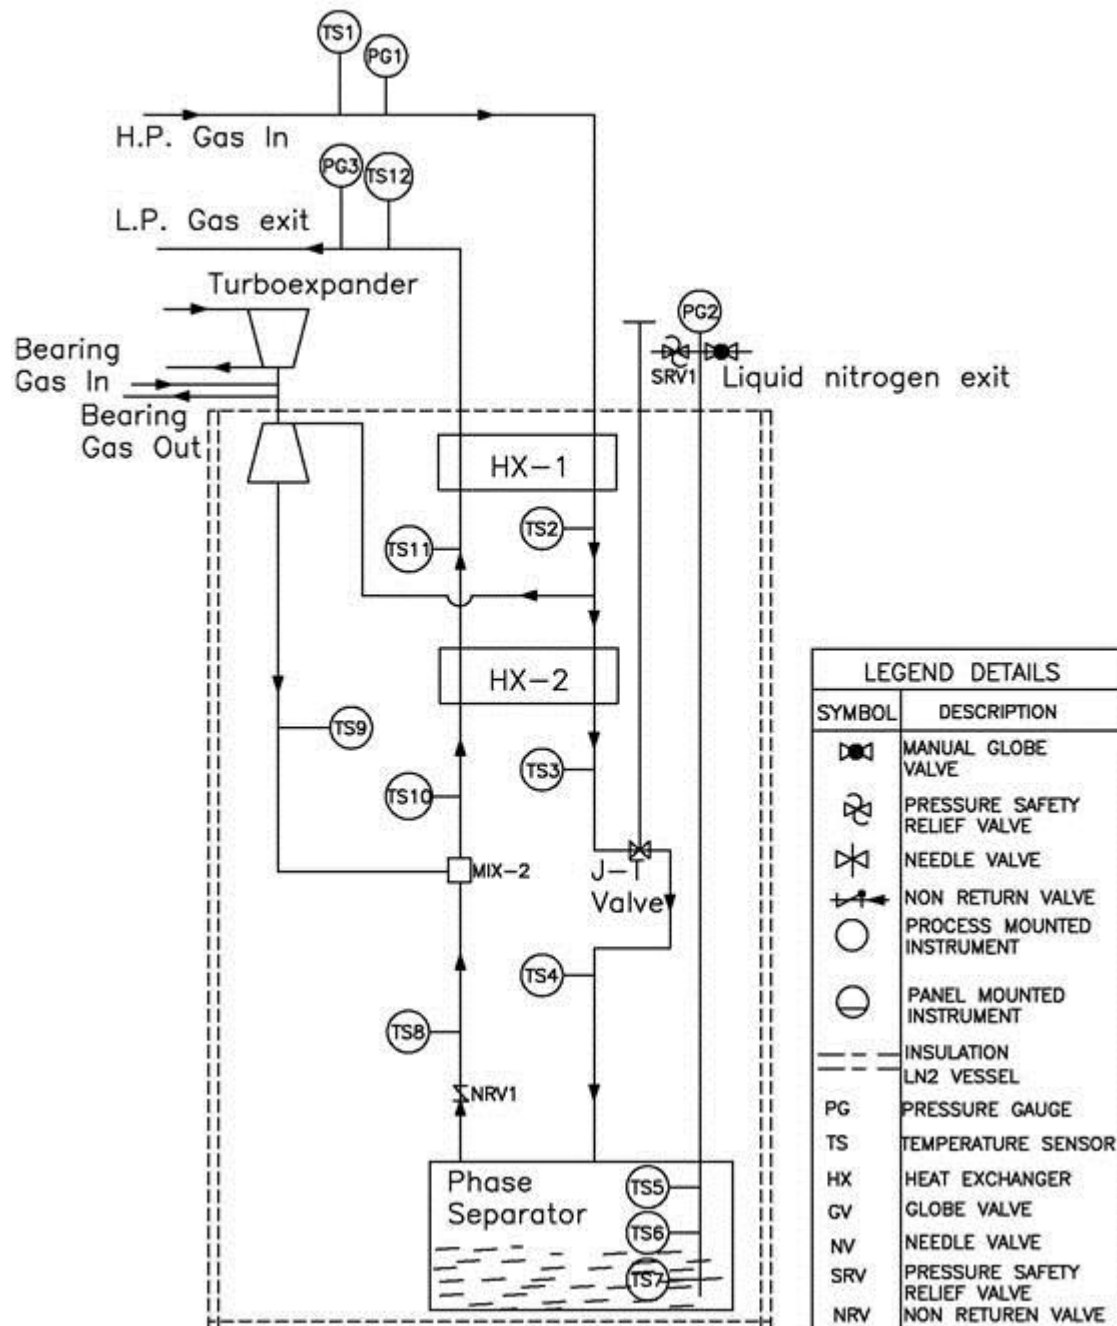 TS1
PG1
H.P. Gas In
PG3
TS12
L.P. Gas exit
Turboexpander
PG2
Bearing
Gas In
SRV1
Liquid nitrogen exit
Bearing
Gas Out
HX-1
TS2
TS11
HX-2
TS9
TS3
TS10
MIX-2
J-T
Valve
TS4
TS8
NRV1
Phase
Separator
TS5
TS6
TS7
LEGEND DETAILS
SYMBOL DESCRIPTION
MANUAL GLOBE
VALVE
PRESSURE SAFETY
RELIEF VALVE
NEEDLE VALVE
NON RETURN VALVE
PROCESS MOUNTED
INSTRUMENT
PANEL MOUNTED
INSTRUMENT
INSULATION
LN2 VESSEL
PG PRESSURE GAUGE
TS TEMPERATURE SENSOR
HX HEAT EXCHANGER
GV GLOBE VALVE
NV NEEDLE VALVE
SRV PRESSURE SAFETY
RELIEF VALVE
NRV NON RETUREN VALVE